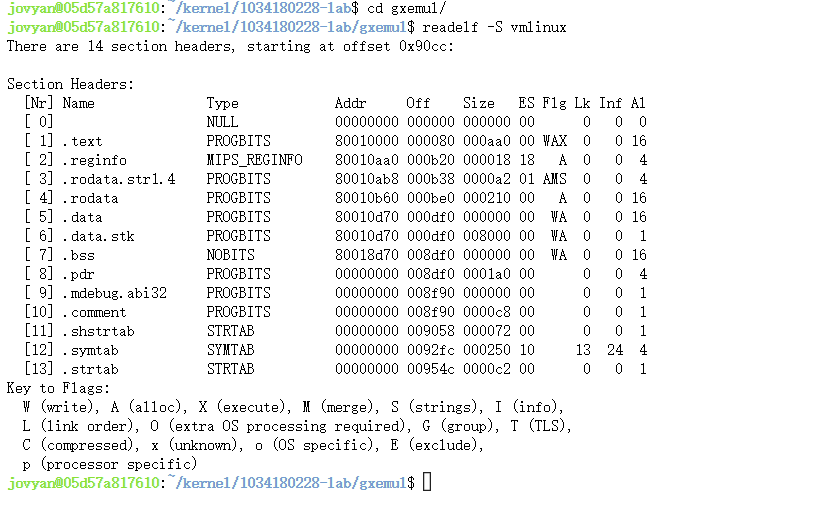 jovyan@05d57a817610:~/kernel/1034180228-lab$ cd gxemul/
jovyan@05d57a817610:~/kernel/1034180228-lab/gxemul$ readelf -S vmlinux
There are 14 section headers, starting at offset 0x90cc:

Section Headers:
  [Nr] Name              Type            Addr     Off    Size   ES Flg Lk Inf Al
  [ 0]                   NULL            00000000 000000 000000 00      0   0  0
  [ 1] .text             PROGBITS        80010000 000080 000aa0 00 WAX  0   0 16
  [ 2] .reginfo          MIPS_REGINFO    80010aa0 000b20 000018 18   A  0   0  4
  [ 3] .rodata.str1.4    PROGBITS        80010ab8 000b38 0000a2 01 AMS  0   0  4
  [ 4] .rodata           PROGBITS        80010b60 000be0 000210 00   A  0   0 16
  [ 5] .data             PROGBITS        80010d70 000df0 000000 00  WA  0   0 16
  [ 6] .data.stk         PROGBITS        80010d70 000df0 008000 00  WA  0   0  1
  [ 7] .bss              NOBITS          80018d70 008df0 000000 00  WA  0   0 16
  [ 8] .pdr              PROGBITS        00000000 008df0 0001a0 00      0   0  4
  [ 9] .mdebug.abi32     PROGBITS        00000000 008f90 000000 00      0   0  1
  [10] .comment          PROGBITS        00000000 008f90 0000c8 00      0   0  1
  [11] .shstrtab         STRTAB          00000000 009058 000072 00      0   0  1
  [12] .symtab           SYMTAB          00000000 0092fc 000250 10     13  24  4
  [13] .strtab           STRTAB          00000000 00954c 0000c2 00      0   0  1
Key to Flags:
  W (write), A (alloc), X (execute), M (merge), S (strings), I (info),
  L (link order), O (extra OS processing required), G (group), T (TLS),
  C (compressed), x (unknown), o (OS specific), E (exclude),
  p (processor specific)
jovyan@05d57a817610:~/kernel/1034180228-lab/gxemul$